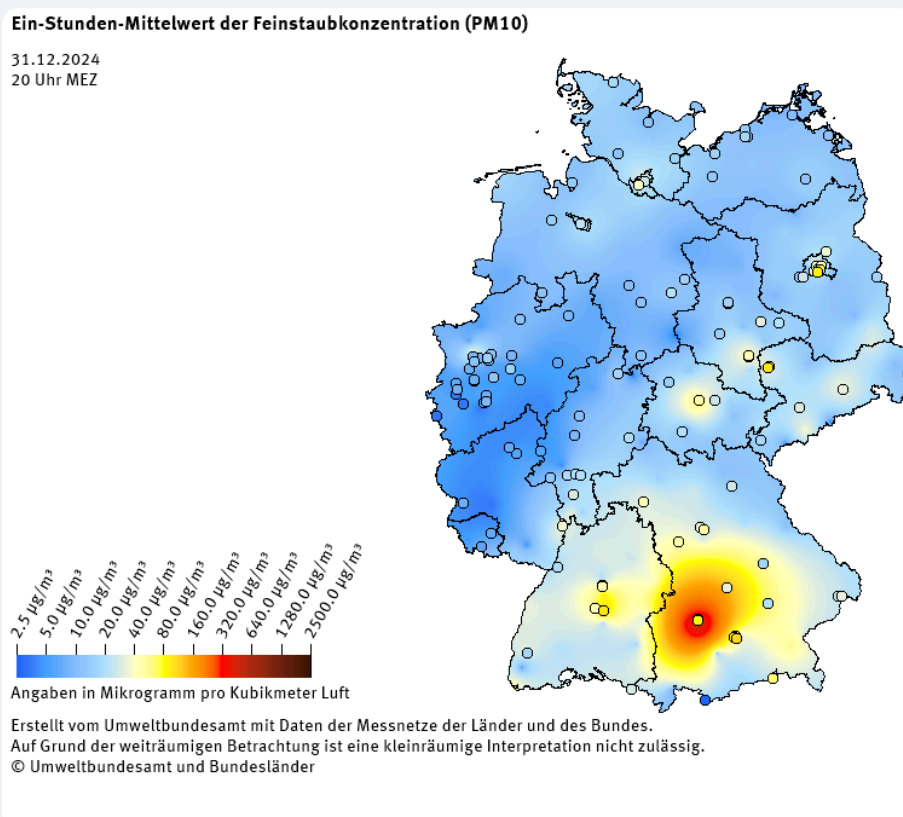 Ein-Stunden-Mittelwert der Feinstaubkonzentration (PM10)
31.12.2024
20 Uhr MEZ
2.5 µg/m³
5.0 µg/m³
10.0 µg/m³
20.0 µg/m³
40.0 µg/m³
80.0 µg/m³
160.0 µg/m³
320.0 µg/m³
640.0 µg/m³
1280.0 µg/m³
2500.0 µg/m³
Angaben in Mikrogramm pro Kubikmeter Luft
Erstellt vom Umweltbundesamt mit Daten der Messnetze der Länder und des Bundes.
Auf Grund der weiträumigen Betrachtung ist eine kleinräumige Interpretation nicht zulässig.
© Umweltbundesamt und Bundesländer